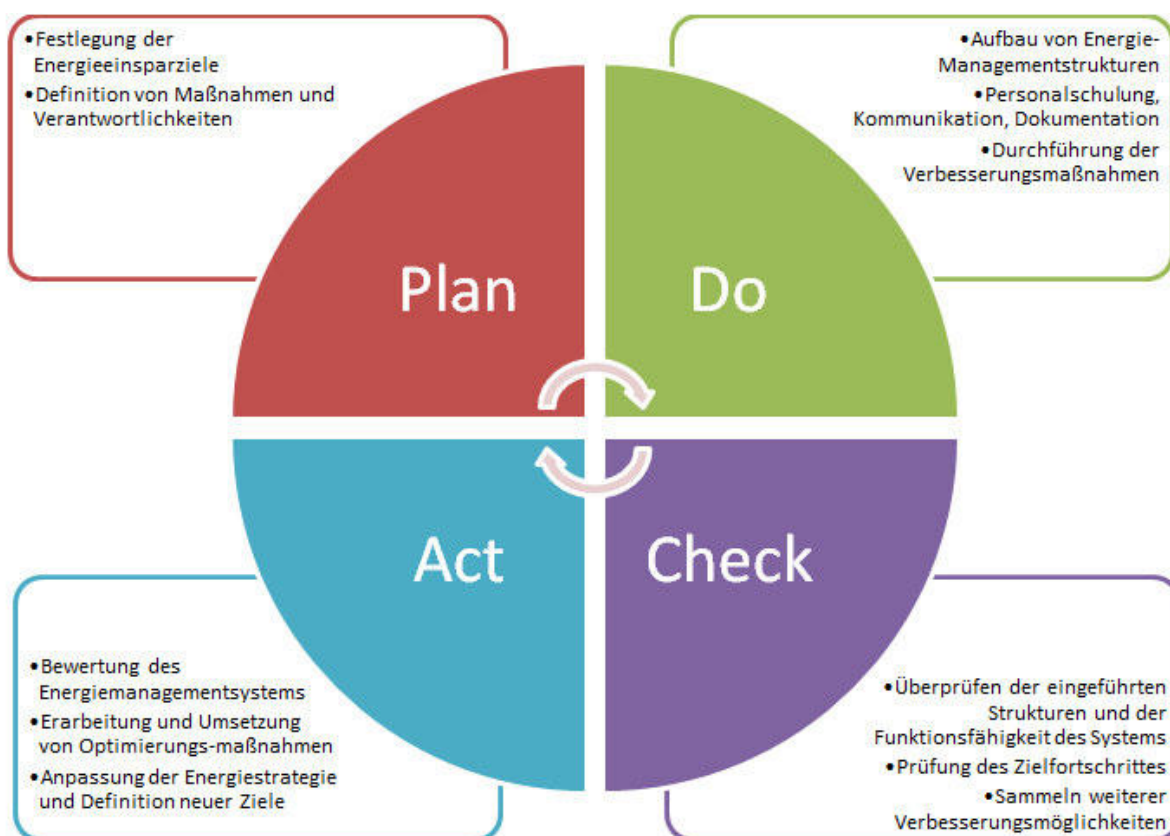 •Festlegung der
Energieeinsparziele
•Definition von Maßnahmen und
Verantwortlichkeiten
•Aufbau von Energie-
Managementstrukturen
•Personalschulung,
Kommunikation, Dokumentation
•Durchführung der
Verbesserungsmaßnahmen
Plan
Do
Act
Check
•Bewertung des
Energiemanagementsystems
•Erarbeitung und Umsetzung
von Optimierungs-maßnahmen
•Anpassung der Energiestrategie
und Definition neuer Ziele
•Überprüfen der eingeführten
Strukturen und der
Funktionsfähigkeit des Systems
•Prüfung des Zielfortschrittes
•Sammeln weiterer
Verbesserungsmöglichkeiten